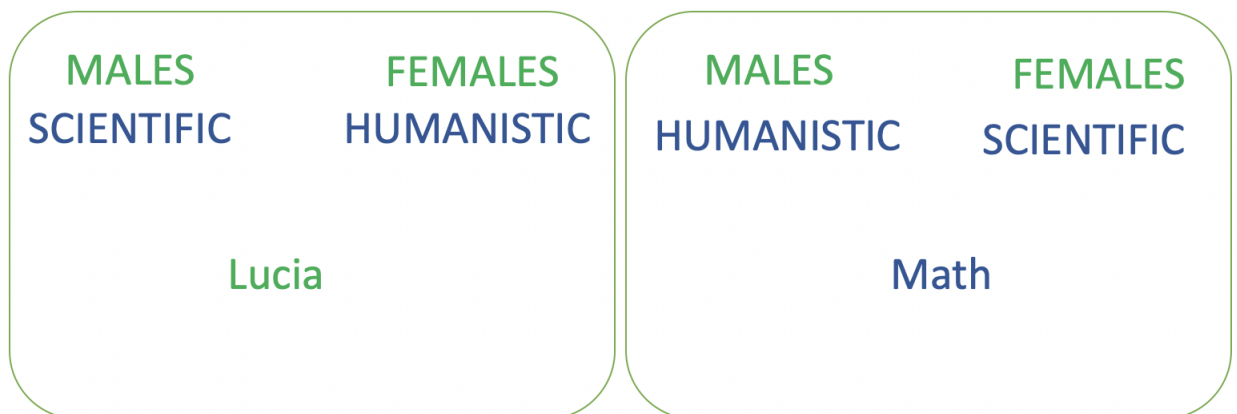 MALES FEMALES
SCIENTIFIC HUMANISTIC
Lucia
MALES FEMALES
HUMANISTIC SCIENTIFIC
Math